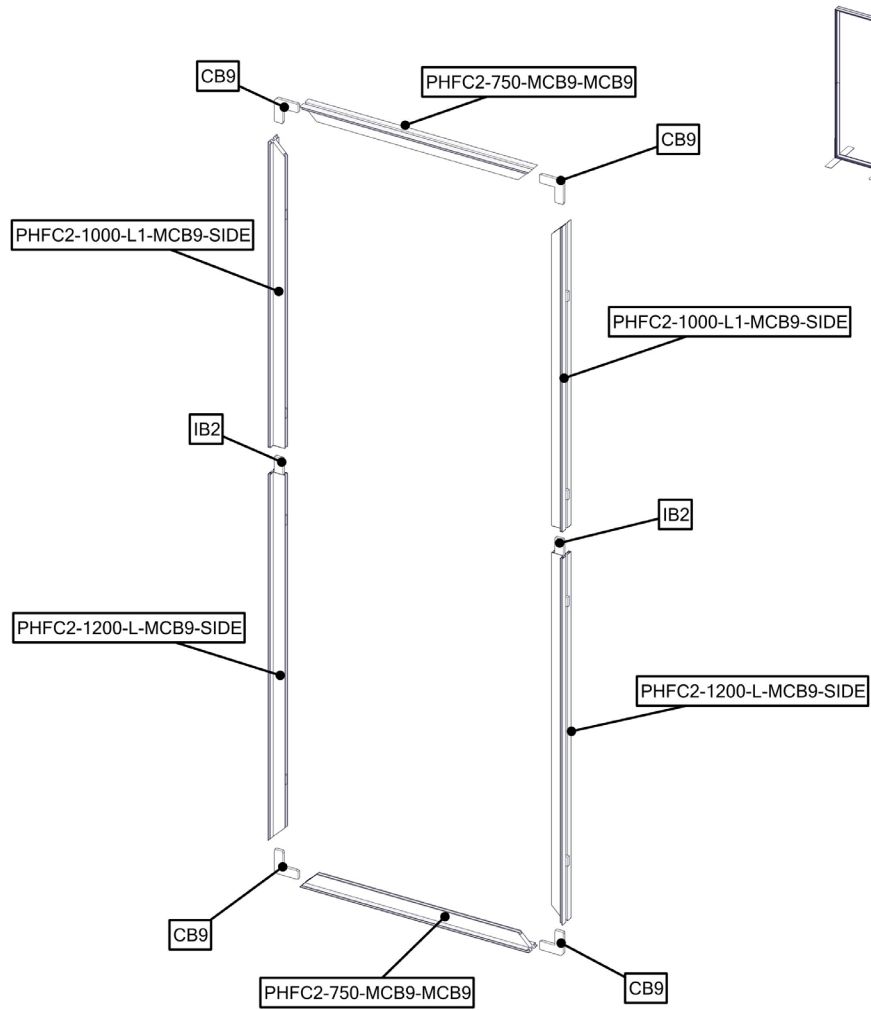 CB9
PHFC2-750-MCB9-MCB9
CB9
PHFC2-1000-L1-MCB9-SIDE
PHFC2-1000-L1-MCB9-SIDE
IB2
IB2
PHFC2-1200-L-MCB9-SIDE
PHFC2-1200-L-MCB9-SIDE
CB9
PHFC2-750-MCB9-MCB9
CB9